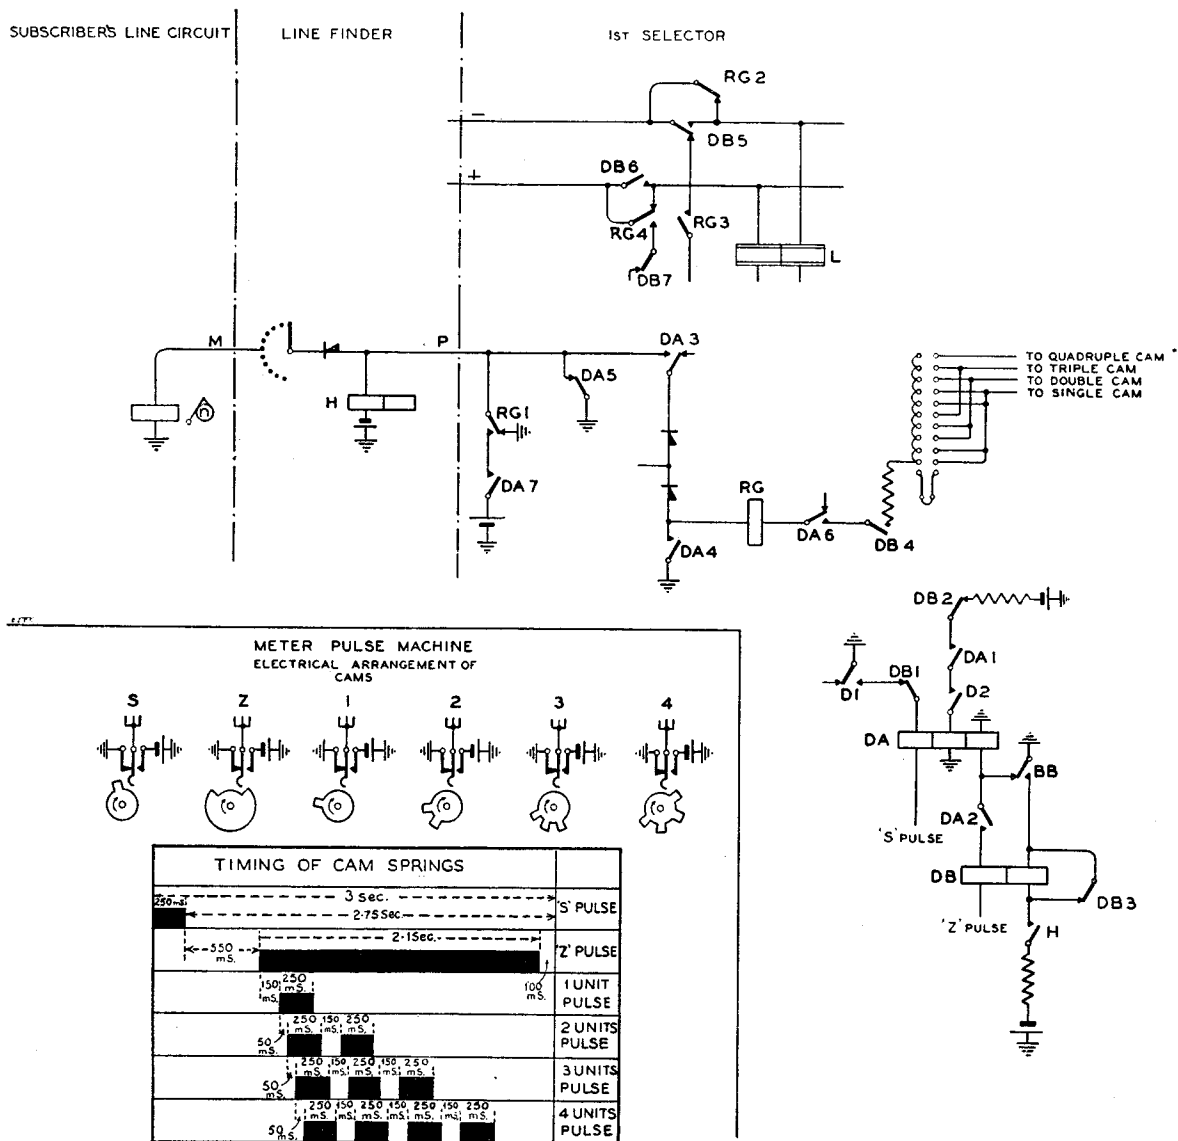 SUBSCRIBER'S LINE CIRCUIT
LINE FINDER
1ST SELECTOR
RG2
−
DB5
+
DB6
RG4
RG3
DB7
L
M
P
DA3
n
H
RG1
DA5
DA7
RG
DA6
DB4
DA4
TO QUADRUPLE CAM *
TO TRIPLE CAM
TO DOUBLE CAM
TO SINGLE CAM
DB2
DA1
DB1
D1
D2
DA
BB
DA2
'S' PULSE
DB
DB3
'Z' PULSE
H
METER PULSE MACHINE
ELECTRICAL ARRANGEMENT OF
CAMS
S
Z
1
2
3
4
TIMING OF CAM SPRINGS
3 Sec.
250 mS.
2·75 Sec.
'S' PULSE
550
mS.
2·1 Sec.
'Z' PULSE
100
mS.
150
mS.
250
mS.
1 UNIT
PULSE
50
mS.
250 150 250
mS. mS. mS.
2 UNITS
PULSE
50
mS.
250 150 250 150 250
mS. mS. mS. mS. mS.
3 UNITS
PULSE
50
mS.
250 150 250 150 250 150 250
mS. mS. mS. mS. mS. mS. mS.
4 UNITS
PULSE